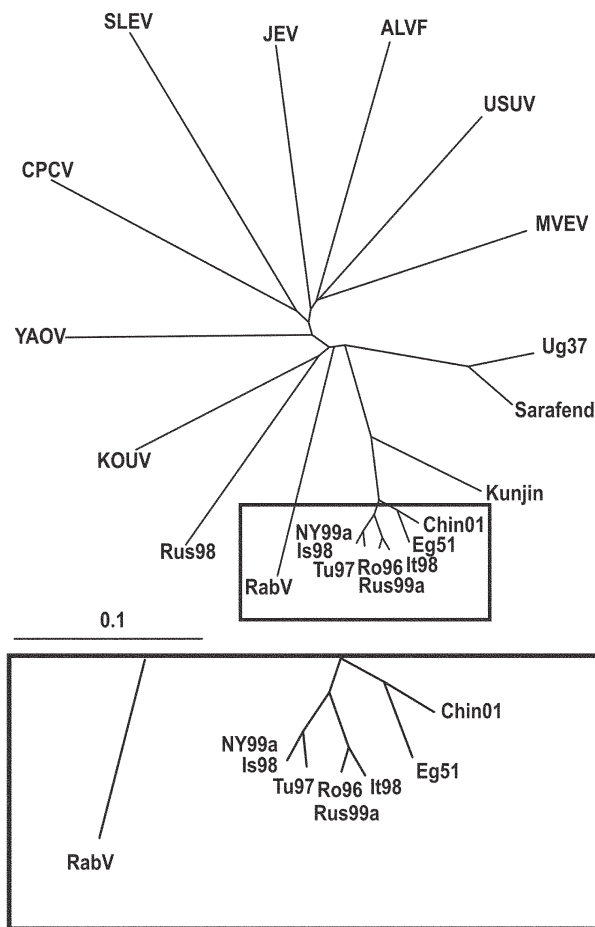 SLEV
JEV
ALVF
USUV
CPCV
MVEV
YAOV
Ug37
Sarafend
KOUV
Kunjin
Rus98
NY99a
Chin01
Is98
Eg51
Tu97
Ro96
It98
Rus99a
RabV
0.1
Chin01
NY99a
Is98
Eg51
Tu97
Ro96
It98
Rus99a
RabV